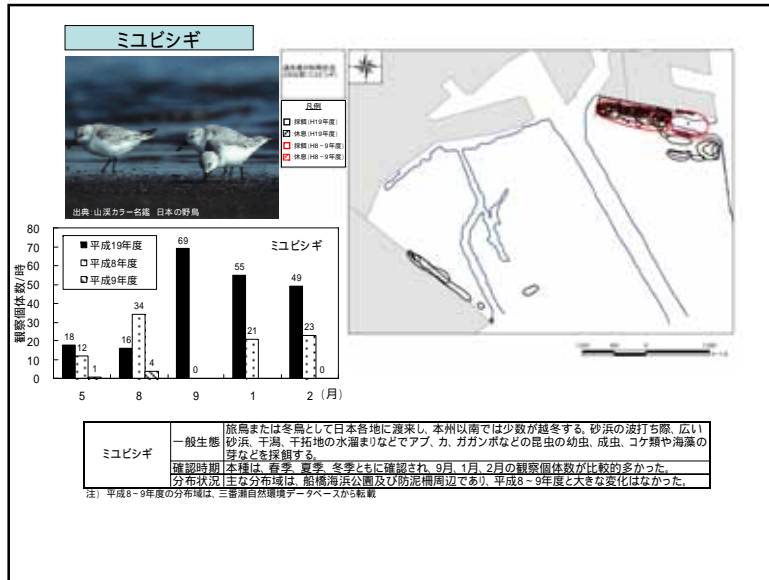 ミユビシギ
出典：山渓カラー名鑑 日本の野鳥
凡例
採餌(H19年度)
休息(H19年度)
採餌(H8－9年度)
休息(H8－9年度)
観察個体数/時
80
70
60
50
40
30
20
10
0
平成19年度
平成8年度
平成9年度
ミユビシギ
18
12
1
16
34
4
69
0
55
21
49
23
0
5
8
9
1
2
(月)
ミユビシギ
一般生態
旅鳥または冬鳥として日本各地に渡来し、本州以南では少数が越冬する。砂浜の波打ち際、広い
砂浜、干潟、干拓地の水溜まりなどでアブ、カ、ガガンボなどの昆虫の幼虫、成虫、コケ類や海藻の
芽などを採餌する。
確認時期
本種は、春季、夏季、冬季ともに確認され、9月、1月、2月の観察個体数が比較的多かった。
分布状況
主な分布域は、船橋海浜公園及び防泥柵周辺であり、平成8～9年度と大きな変化はなかった。
注） 平成8－9年度の分布域は、三番瀬自然環境データベースから転載